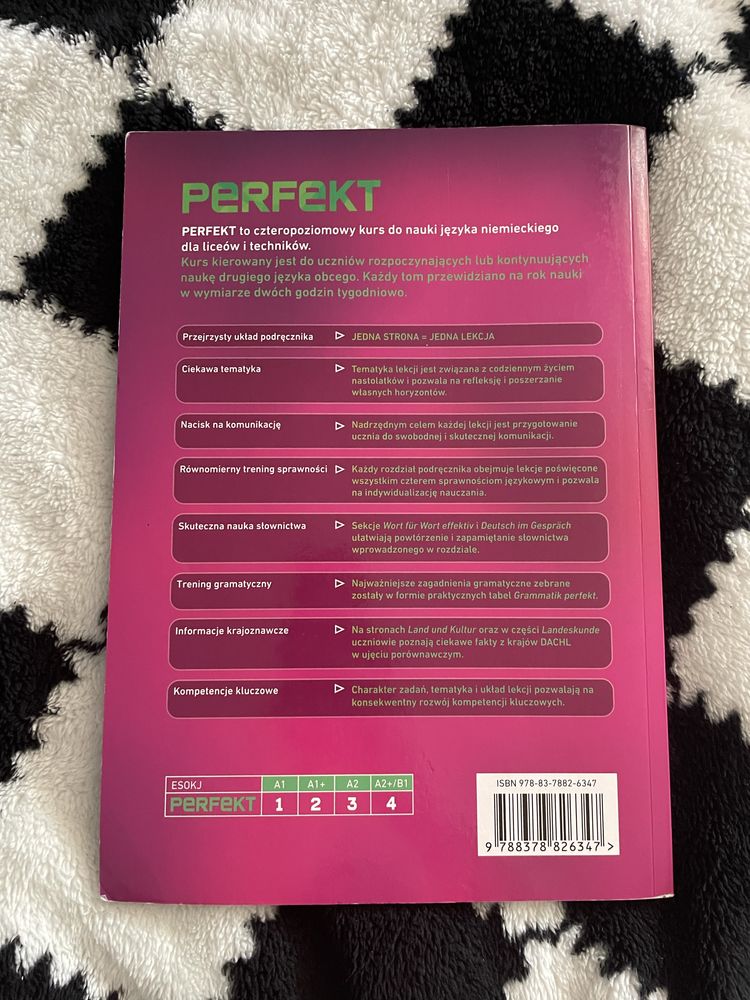 PERFEKT
PERFEKT to czteropoziomowy kurs do nauki języka niemieckiego
dla liceów i techników.
Kurs kierowany jest do uczniów rozpoczynających lub kontynuujących
naukę drugiego języka obcego. Każdy tom przewidziano na rok nauki
w wymiarze dwóch godzin tygodniowo.
Przejrzysty układ podręcznika ▷ JEDNA STRONA = JEDNA LEKCJA
Ciekawa tematyka ▷ Tematyka lekcji jest związana z codziennym życiem
nastolatków i pozwala na refleksję i poszerzanie
własnych horyzontów.
Nacisk na komunikację ▷ Nadrzędnym celem każdej lekcji jest przygotowanie
ucznia do swobodnej i skutecznej komunikacji.
Równomierny trening sprawności ▷ Każdy rozdział podręcznika obejmuje lekcje poświęcone
wszystkim czterem sprawnościom językowym i pozwala
na indywidualizację nauczania.
Skuteczna nauka słownictwa ▷ Sekcje Wort für Wort effektiv i Deutsch im Gespräch
ułatwiają powtórzenie i zapamiętanie słownictwa
wprowadzonego w rozdziale.
Trening gramatyczny ▷ Najważniejsze zagadnienia gramatyczne zebrane
zostały w formie praktycznych tabel Grammatik perfekt.
Informacje krajoznawcze ▷ Na stronach Land und Kultur oraz w części Landeskunde
uczniowie poznają ciekawe fakty z krajów DACHL
w ujęciu porównawczym.
Kompetencje kluczowe ▷ Charakter zadań, tematyka i układ lekcji pozwalają na
konsekwentny rozwój kompetencji kluczowych.
ESOKJ A1 A1+ A2 A2+/B1
PERFEKT 1 2 3 4
ISBN 978-83-7882-6347
9 788378 826347 >